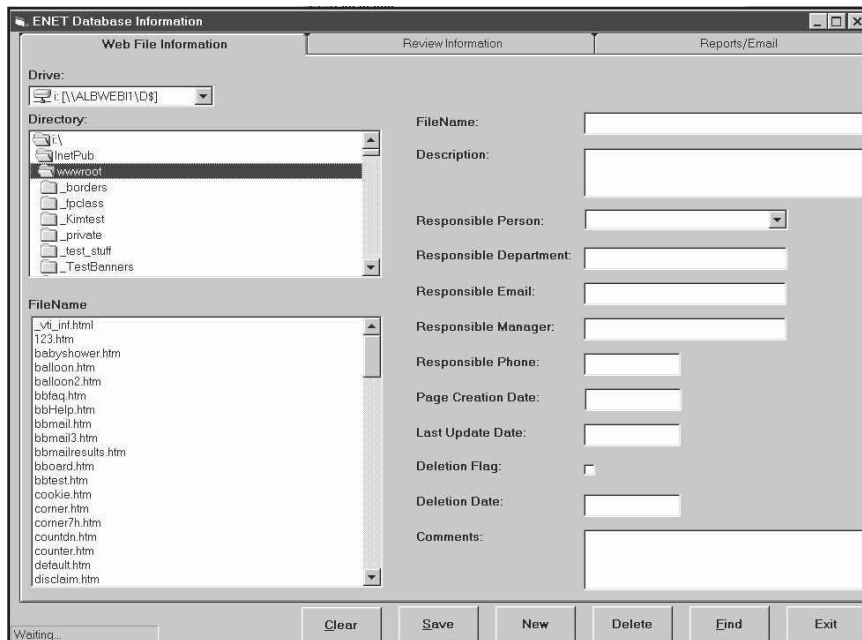 ENET Database Information
Web File Information
Review Information
Reports/Email
Drive:
i: [\\ALBWEBI1\D$]
Directory:
i:\
InetPub
wwwroot
_borders
_fpclass
_Kimtest
_private
_test_stuff
_TestBanners
FileName
_vti_inf.html
123.htm
babyshower.htm
balloon.htm
balloon2.htm
bbfaq.htm
bbHelp.htm
bbmail.htm
bbmail3.htm
bbmailresults.htm
bboard.htm
bbtest.htm
cookie.htm
corner.htm
corner7h.htm
countdn.htm
counter.htm
default.htm
disclaim.htm
FileName:
Description:
Responsible Person:
Responsible Department:
Responsible Email:
Responsible Manager:
Responsible Phone:
Page Creation Date:
Last Update Date:
Deletion Flag:
Deletion Date:
Comments:
Waiting...
Clear
Save
New
Delete
Find
Exit